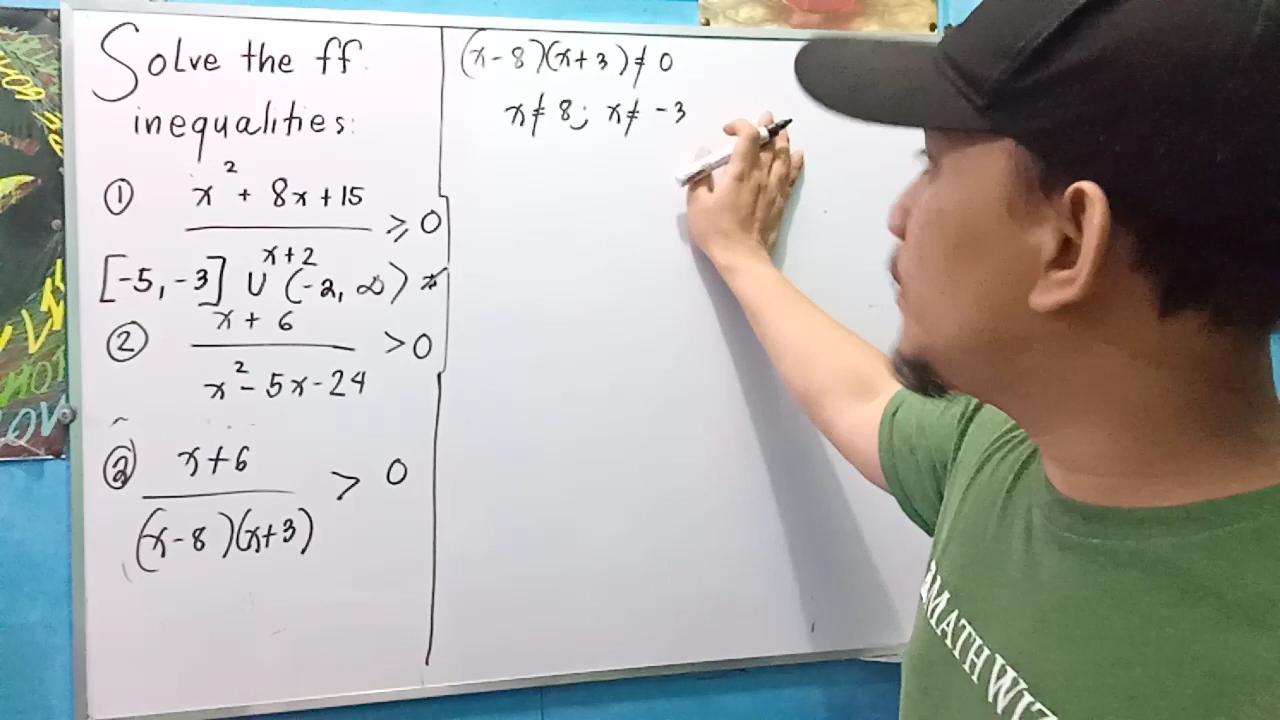 Solve the ff
inequalities:
① x² + 8x + 15 / x + 2 ≥ 0
[-5, -3] ∪ (-2, ∞)
② x + 6 / x² - 5x - 24 > 0
② x + 6 / (x - 8)(x + 3) > 0
(x - 8)(x + 3) ≠ 0
x ≠ 8; x ≠ -3
MATH WIZ